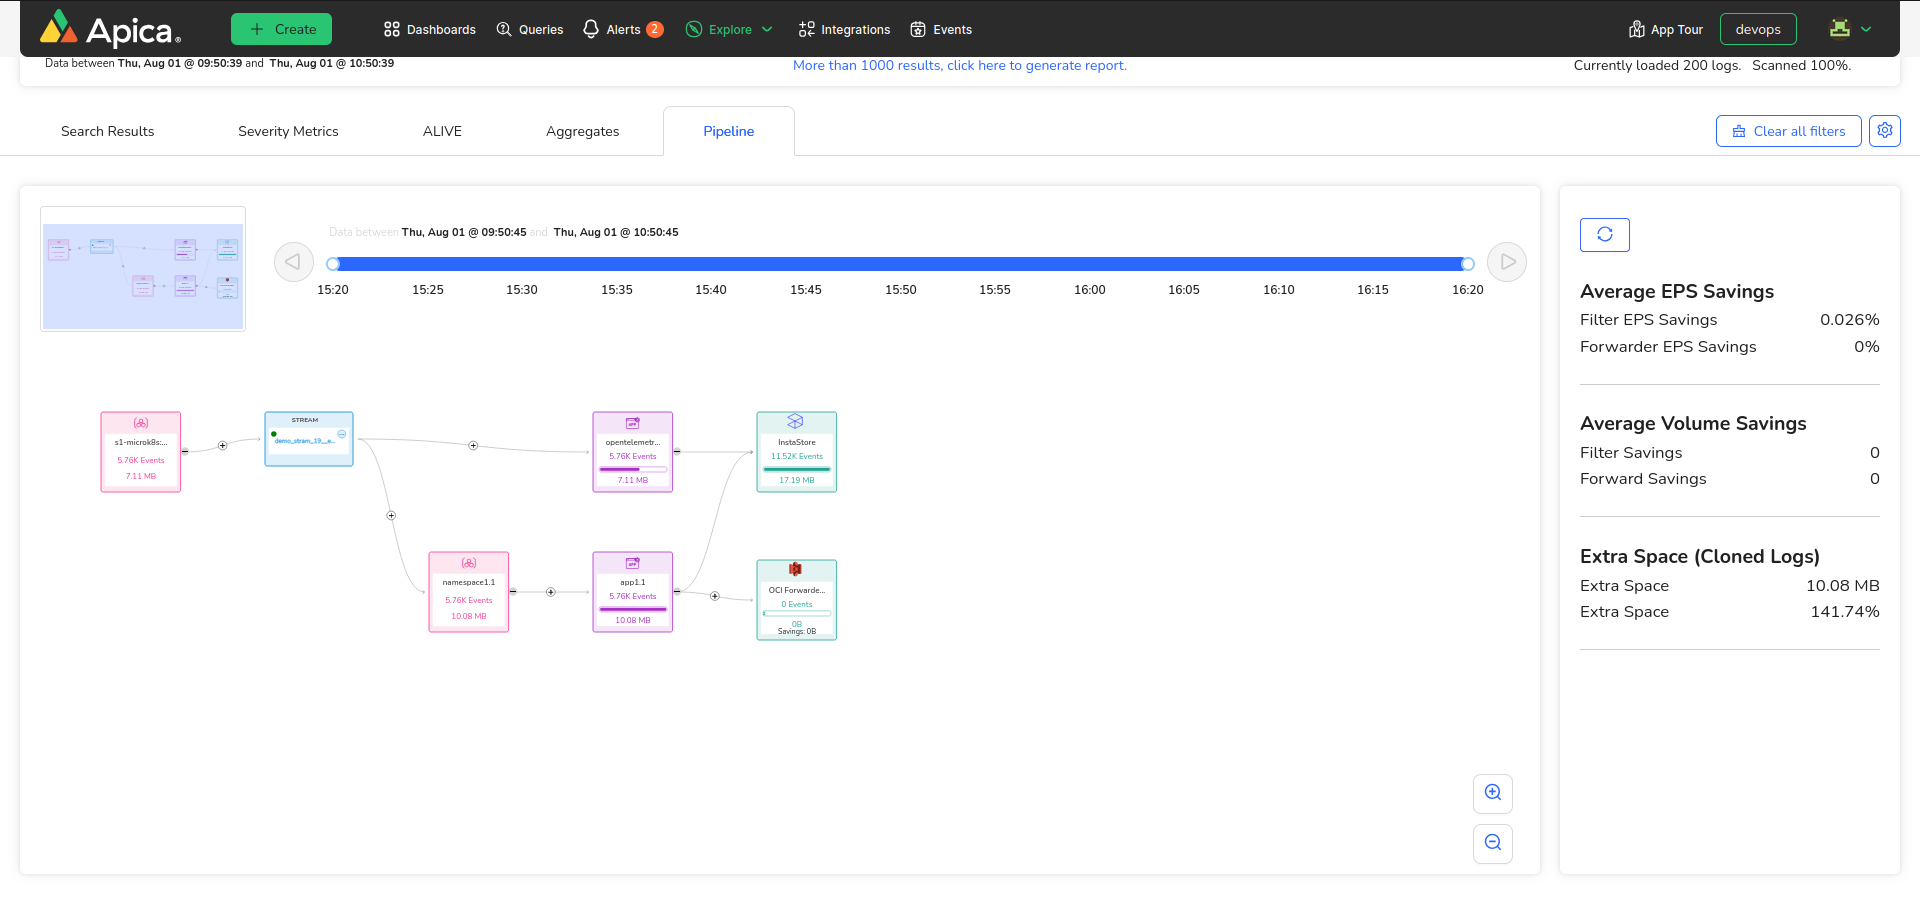 Apica.
Create
Dashboards
Queries
Alerts 2
Explore
Integrations
Events
App Tour
devops
Data between Thu, Aug 01 @ 09:50:39 and Thu, Aug 01 @ 10:50:39
More than 1000 results, click here to generate report.
Currently loaded 200 logs. Scanned 100%.
Search Results
Severity Metrics
ALIVE
Aggregates
Pipeline
Clear all filters
Data between Thu, Aug 01 @ 09:50:45 and Thu, Aug 01 @ 10:50:45
15:20 15:25 15:30 15:35 15:40 15:45 15:50 15:55 16:00 16:05 16:10 16:15 16:20
s1-microk8s:...
5.76K Events
7.11 MB
STREAM
demo_stram_19__e...
APP
opentelemetr...
5.76K Events
7.11 MB
InstaStore
11.52K Events
17.19 MB
namespace1.1
5.76K Events
10.08 MB
APP
app1.1
5.76K Events
10.08 MB
OCI Forwarde...
0 Events
0B
Savings: 0B
Average EPS Savings
Filter EPS Savings 0.026%
Forwarder EPS Savings 0%
Average Volume Savings
Filter Savings 0
Forward Savings 0
Extra Space (Cloned Logs)
Extra Space 10.08 MB
Extra Space 141.74%